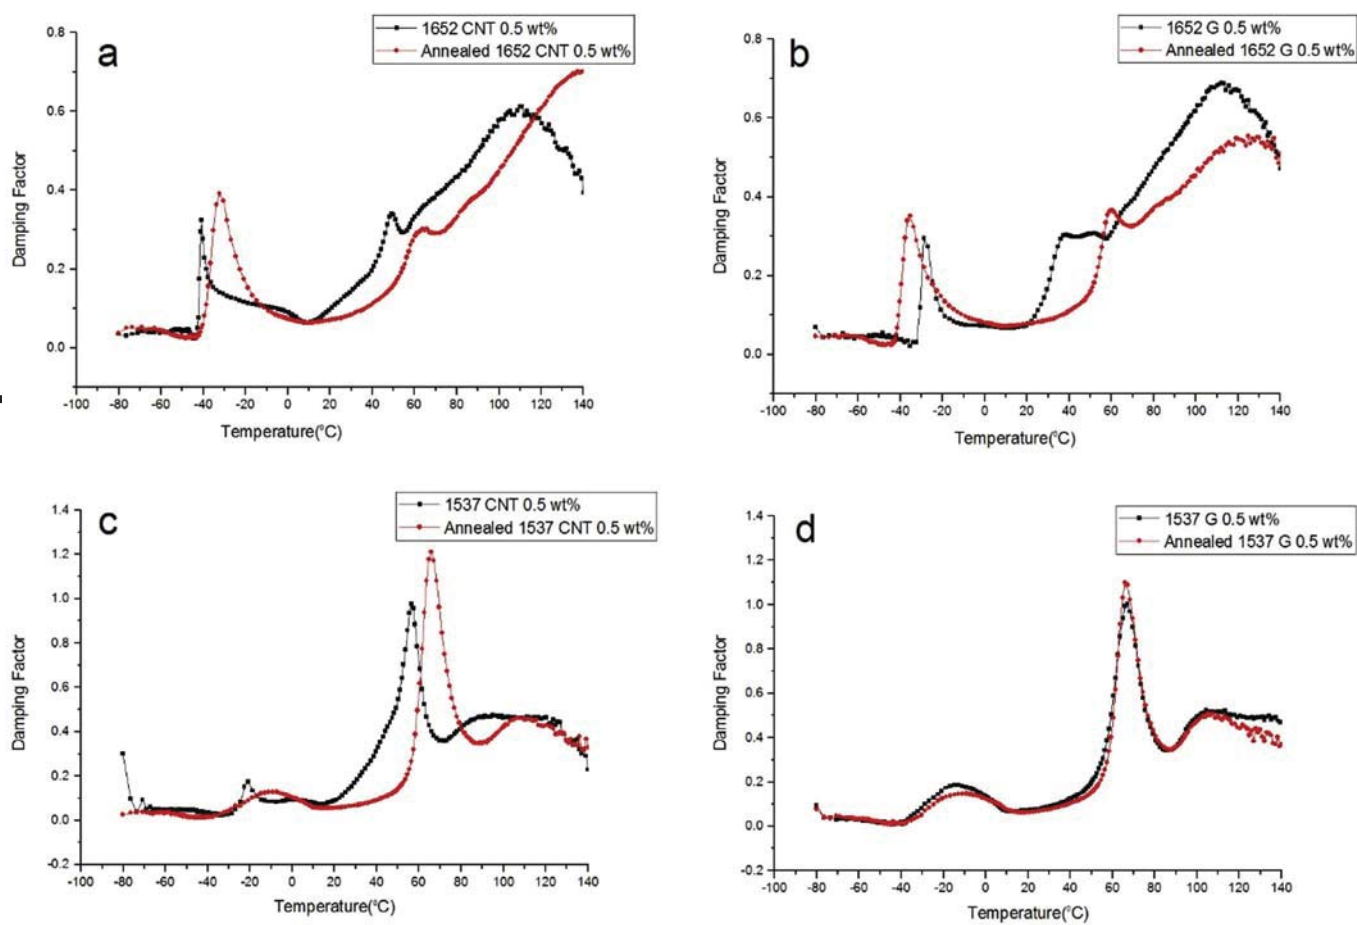 a
1652 CNT 0.5 wt%
Annealed 1652 CNT 0.5 wt%
0.8
0.6
0.4
0.2
0.0
Damping Factor
-100 -80 -60 -40 -20 0 20 40 60 80 100 120 140
Temperature(⁰C)
b
1652 G 0.5 wt%
Annealed 1652 G 0.5 wt%
0.8
0.6
0.4
0.2
0.0
Damping Factor
-100 -80 -60 -40 -20 0 20 40 60 80 100 120 140
Temperature(⁰C)
c
1537 CNT 0.5 wt%
Annealed 1537 CNT 0.5 wt%
1.4
1.2
1.0
0.8
0.6
0.4
0.2
0.0
-0.2
Damping Factor
-100 -80 -60 -40 -20 0 20 40 60 80 100 120 140
Temperature(⁰C)
d
1537 G 0.5 wt%
Annealed 1537 G 0.5 wt%
1.4
1.2
1.0
0.8
0.6
0.4
0.2
0.0
-0.2
Damping Factor
-100 -80 -60 -40 -20 0 20 40 60 80 100 120 140
Temperature(⁰C)